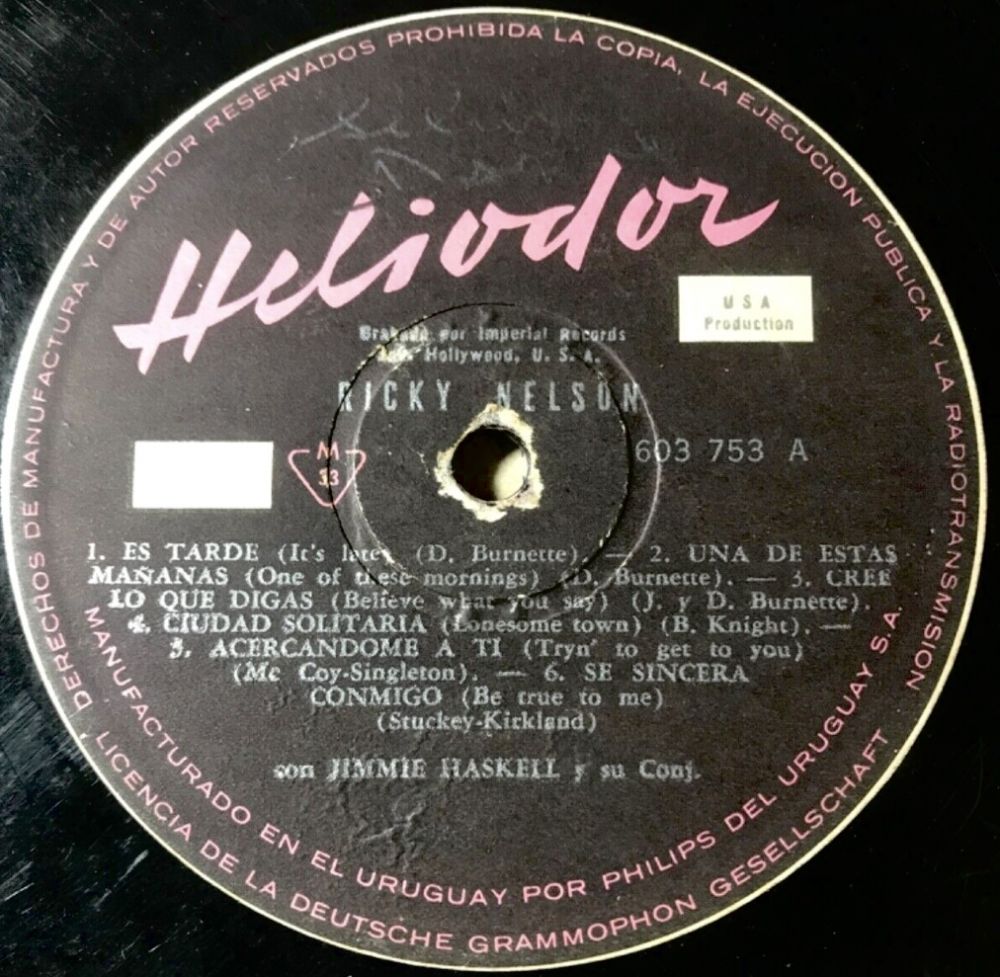 DERECHOS DE MANUFACTURA Y DE AUTOR RESERVADOS PROHIBIDA LA COPIA, LA EJECUCION PUBLICA Y LA RADIOTRANSMISION
Heliodor
USA
Production
por Imperial Records
Hollywood, U. S. A.
RICKY NELSON
M
33
603 753 A
1. ES TARDE (It's late) (D. Burnette). — 2. UNA DE ESTAS
MAÑANAS (One of these mornings) (D. Burnette). — 3. CREE
LO QUE DIGAS (Believe what you say) (J. y D. Burnette).
4. CIUDAD SOLITARIA (Lonesome town) (B. Knight). —
5. ACERCANDOME A TI (Tryn' to get to you)
(Mc Coy-Singleton). — 6. SE SINCERA
CONMIGO (Be true to me)
(Stuckey-Kirkland)
con JIMMIE HASKELL y su Conj.
MANUFACTURADO EN EL URUGUAY POR PHILIPS DEL URUGUAY S.A.
LICENCIA DE LA DEUTSCHE GRAMMOPHON GESELLSCHAFT